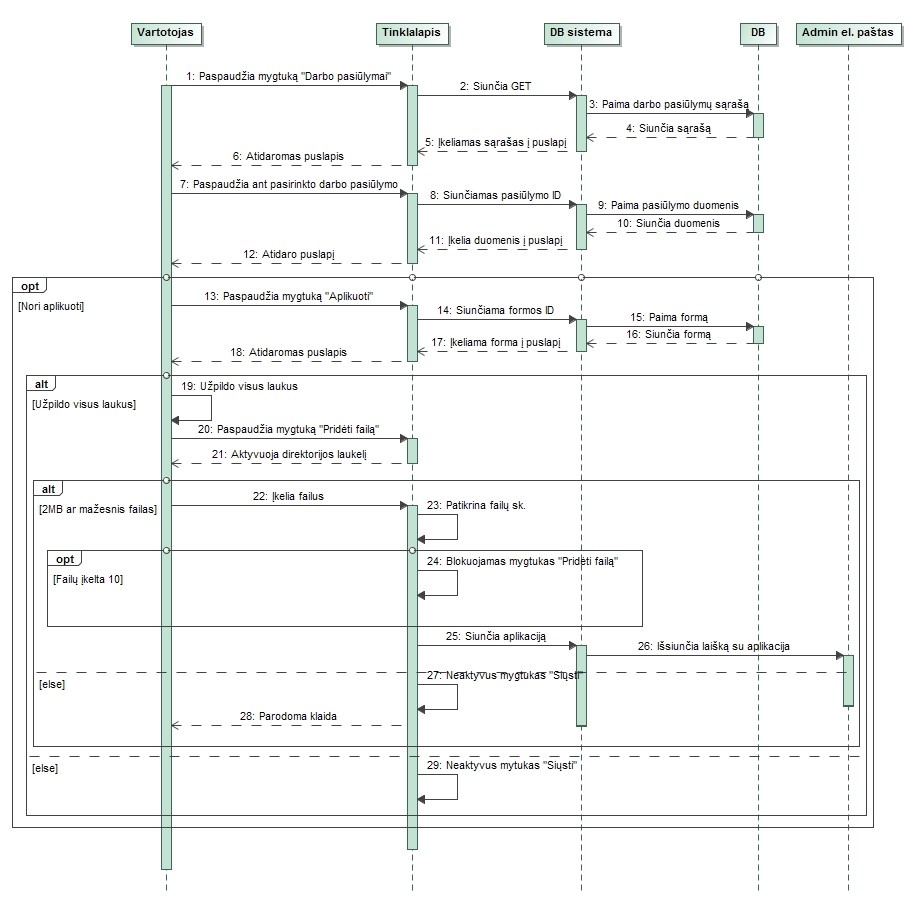 Vartotojas
Tinklalapis
DB sistema
DB
Admin el. paštas
1: Paspaudžia mygtuką "Darbo pasiūlymai"
2: Siunčia GET
3: Paima darbo pasiūlymų sąrašą
4: Siunčia sąrašą
5: Įkeliamas sąrašas į puslapį
6: Atidaromas puslapis
7: Paspaudžia ant pasirinkto darbo pasiūlymo
8: Siunčiamas pasiūlymo ID
9: Paima pasiūlymo duomenis
10: Siunčia duomenis
11: Įkelia duomenis į puslapį
12: Atidaro puslapį
opt
[Nori aplikuoti]
13: Paspaudžia mygtuką "Aplikuoti"
14: Siunčiama formos ID
15: Paima formą
16: Siunčia formą
17: Įkeliama forma į puslapį
18: Atidaromas puslapis
alt
[Užpildo visus laukus]
19: Užpildo visus laukus
20: Paspaudžia mygtuką "Pridėti failą"
21: Aktyvuoja direktorijos laukelį
alt
[2MB ar mažesnis failas]
22: Įkelia failus
23: Patikrina failų sk.
opt
[Failų įkelta 10]
24: Blokuojamas mygtukas "Pridėti failą"
25: Siunčia aplikaciją
26: Išsiunčia laišką su aplikacija
[else]
27: Neaktyvus mygtukas "Siųsti"
28: Parodoma klaida
[else]
29: Neaktyvus mytukas "Siųsti"